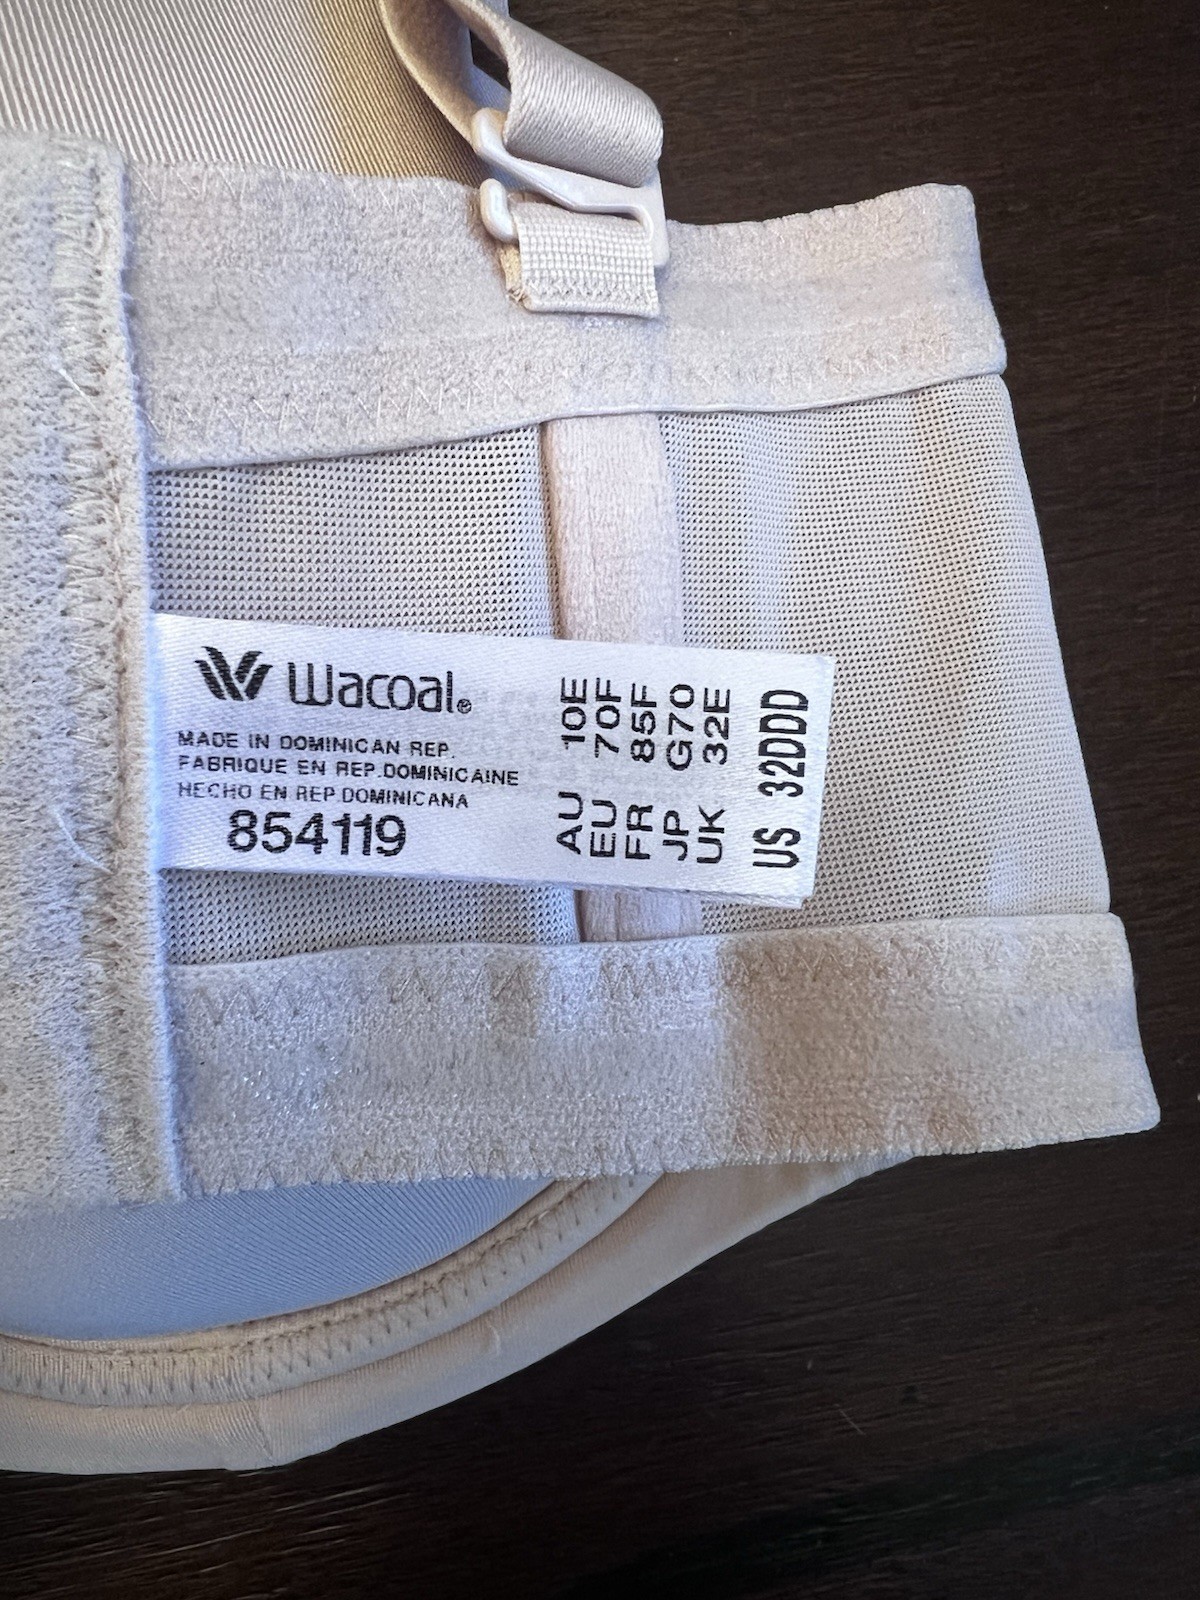 Wacoal®
MADE IN DOMINICAN REP.
FABRIQUE EN REP.DOMINICAINE
HECHO EN REP.DOMINICANA
854119
AU 10E
EU 70F
FR 85F
JP G70
UK 32E
US 32DDD